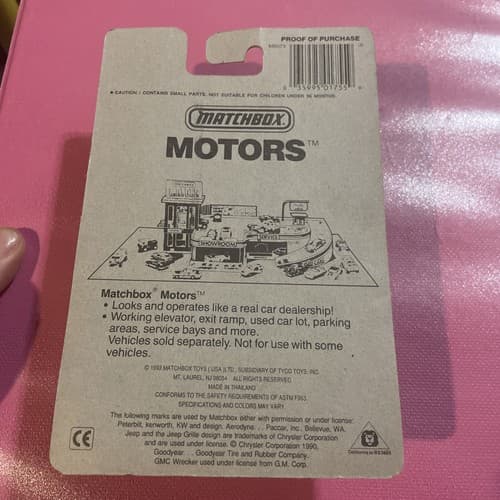 PROOF OF PURCHASE
▲ CAUTION / CONTAINS SMALL PARTS. NOT SUITABLE FOR CHILDREN UNDER 36 MONTHS.
35995 01755
MATCHBOX
MOTORS™
SHOWROOM
SERVICE
Matchbox® Motors™
• Looks and operates like a real car dealership!
• Working elevator, exit ramp, used car lot, parking
areas, service bays and more.
Vehicles sold separately. Not for use with some
vehicles.
© 1993 MATCHBOX TOYS (USA) LTD., SUBSIDIARY OF TYCO TOYS, INC.
MT. LAUREL, NJ 08054 ALL RIGHTS RESERVED
MADE IN THAILAND
CONFORMS TO THE SAFETY REQUIREMENTS OF ASTM F963.
SPECIFICATIONS AND COLORS MAY VARY
The following marks are used by Matchbox either with permission or under license:
Peterbilt, kenworth, KW and design. Aerodyne. . . Paccar, Inc., Bellevue, WA.
Jeep and the Jeep Grille design are trademarks of Chrysler Corporation
and are used under license © Chrysler Corporation 1990,
Goodyear. . . Goodyear Tire and Rubber Company.
GMC Wrecker used under license from G.M. Corp.
CE